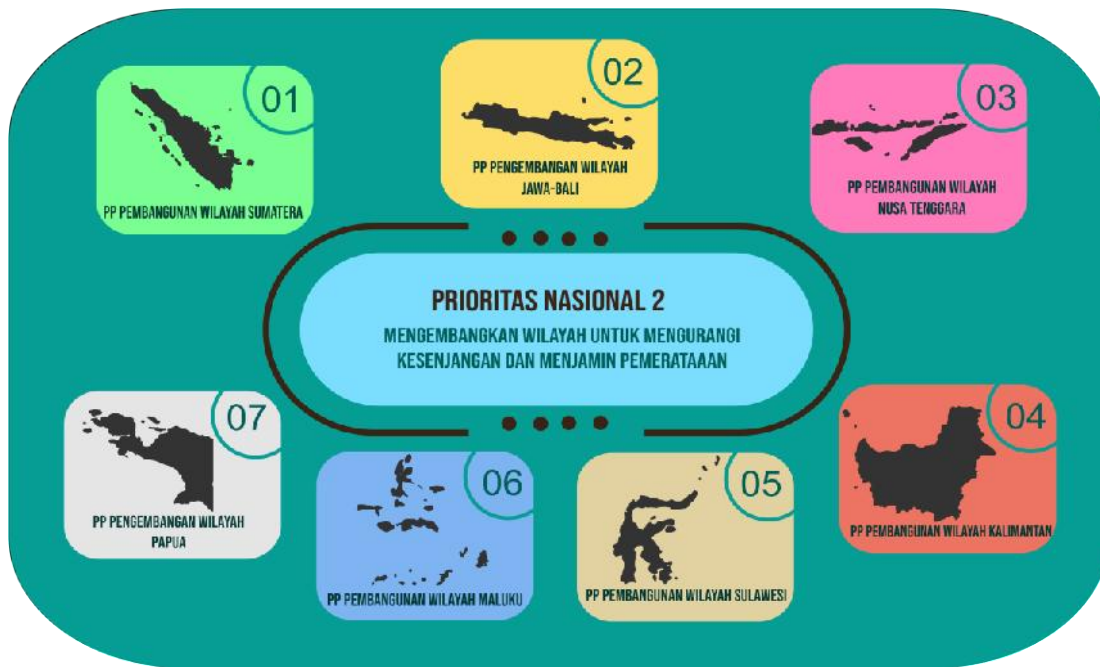 01
PP PEMBANGUNAN WILAYAH SUMATERA
02
PP PENGEMBANGAN WILAYAH
JAWA-BALI
03
PP PEMBANGUNAN WILAYAH
NUSA TENGGARA
PRIORITAS NASIONAL 2
MENGEMBANGKAN WILAYAH UNTUK MENGURANGI
KESENJANGAN DAN MENJAMIN PEMERATAAAN
04
PP PEMBANGUNAN WILAYAH KALIMANTAN
05
PP PEMBANGUNAN WILAYAH SULAWESI
06
PP PEMBANGUNAN WILAYAH MALUKU
07
PP PENGEMBANGAN WILAYAH
PAPUA